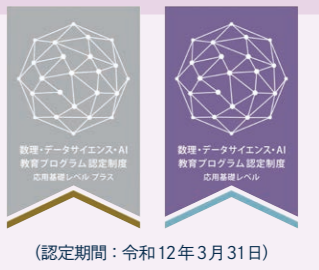 数理・データサイエンス・AI
教育プログラム認定制度
応用基礎レベル プラス
数理・データサイエンス・AI
教育プログラム認定制度
応用基礎レベル
(認定期間：令和12年3月31日)